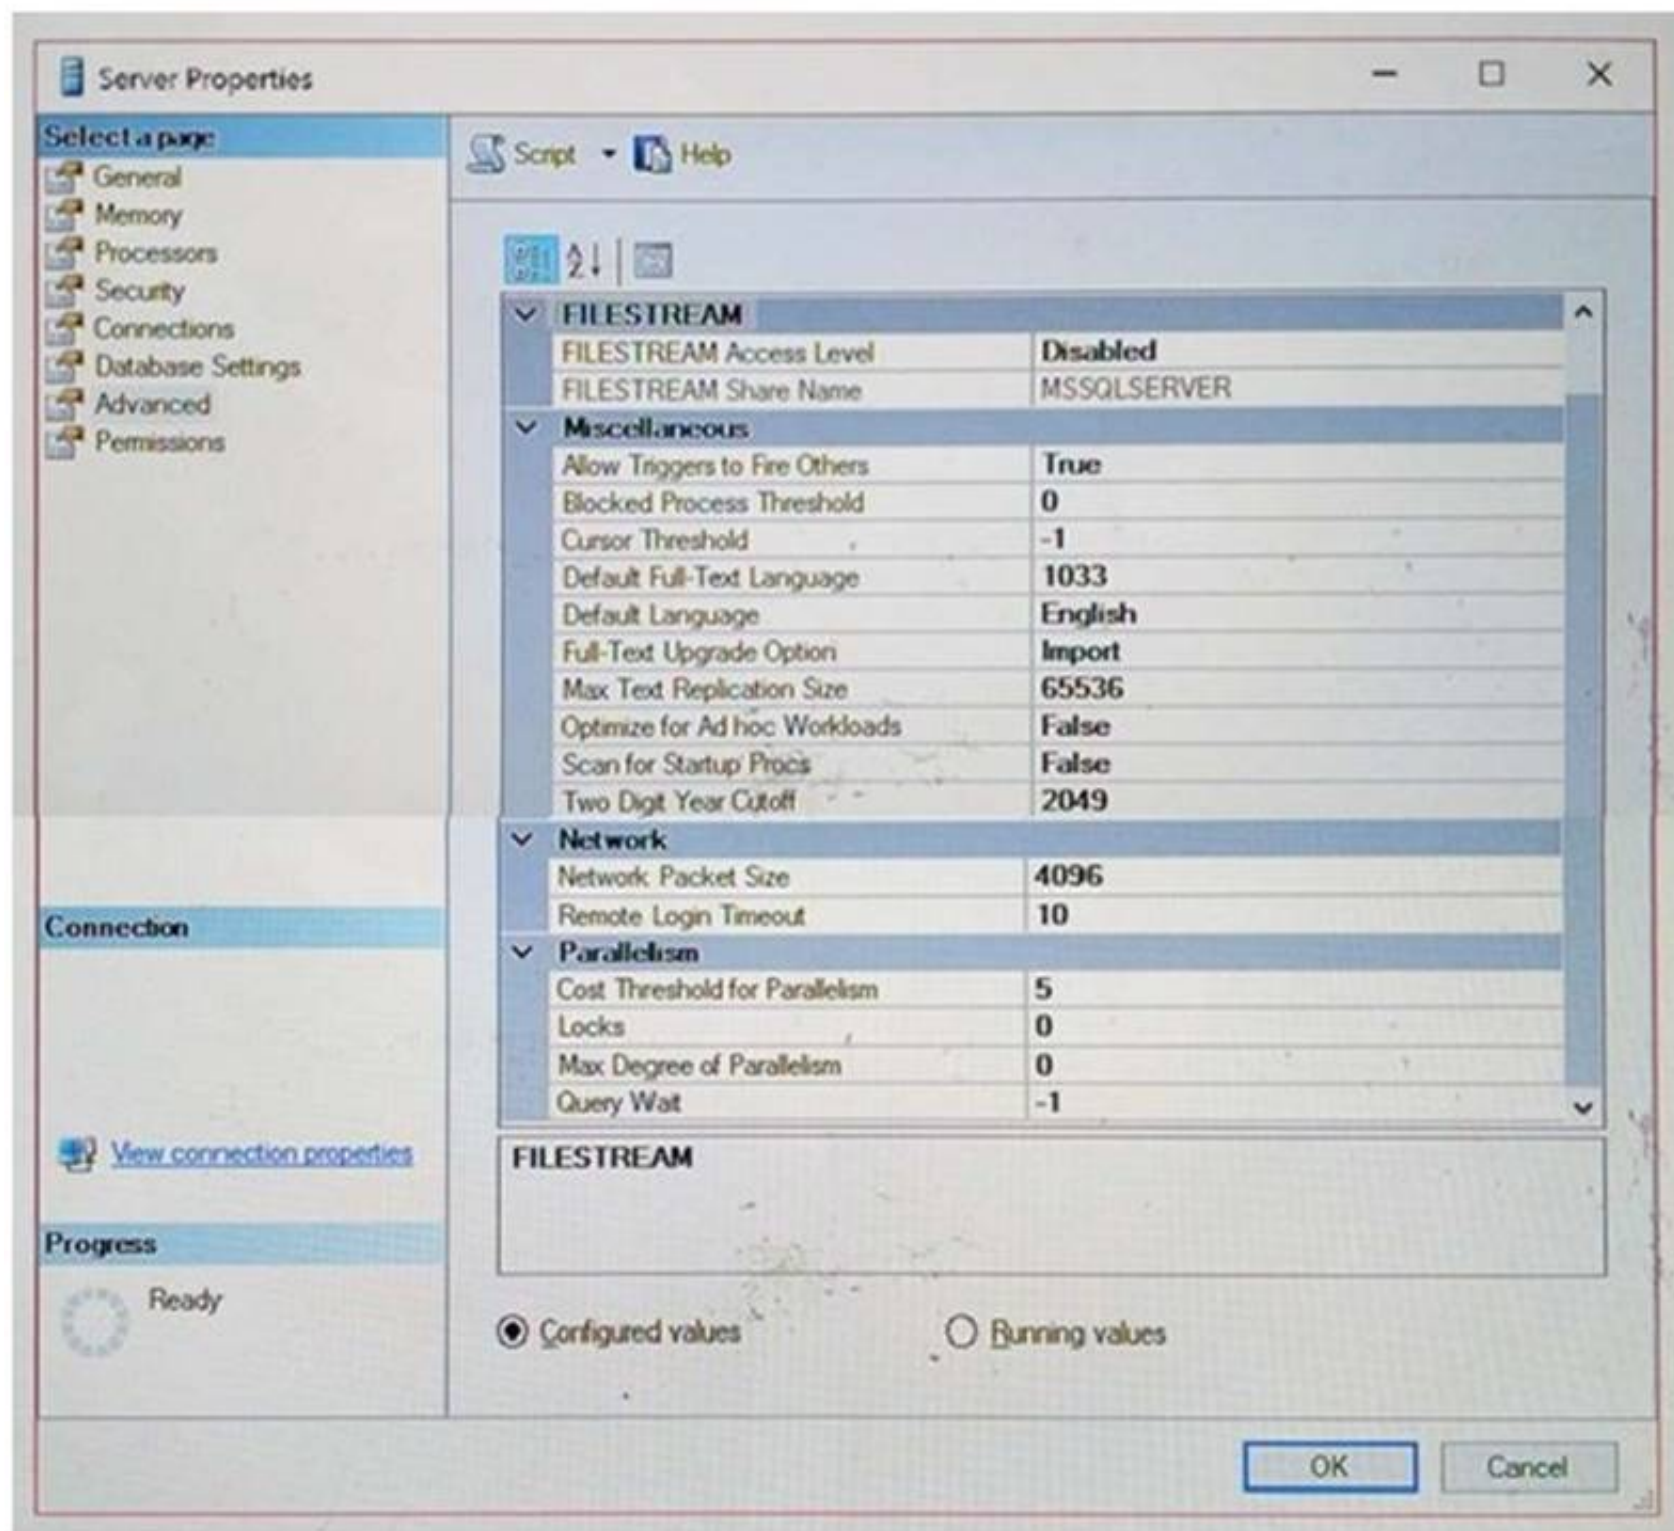 Server Properties
Select a page
General
Memory
Processors
Security
Connections
Database Settings
Advanced
Permissions
Script
Help
FILESTREAM
FILESTREAM Access Level Disabled
FILESTREAM Share Name MSSQLSERVER
Miscellaneous
Allow Triggers to Fire Others True
Blocked Process Threshold 0
Cursor Threshold -1
Default Full-Text Language 1033
Default Language English
Full-Text Upgrade Option Import
Max Text Replication Size 65536
Optimize for Ad hoc Workloads False
Scan for Startup Procs False
Two Digit Year Cutoff 2049
Network
Network Packet Size 4096
Remote Login Timeout 10
Parallelism
Cost Threshold for Parallelism 5
Locks 0
Max Degree of Parallelism 0
Query Wait -1
Connection
View connection properties
Progress
Ready
FILESTREAM
Configured values
Running values
OK
Cancel